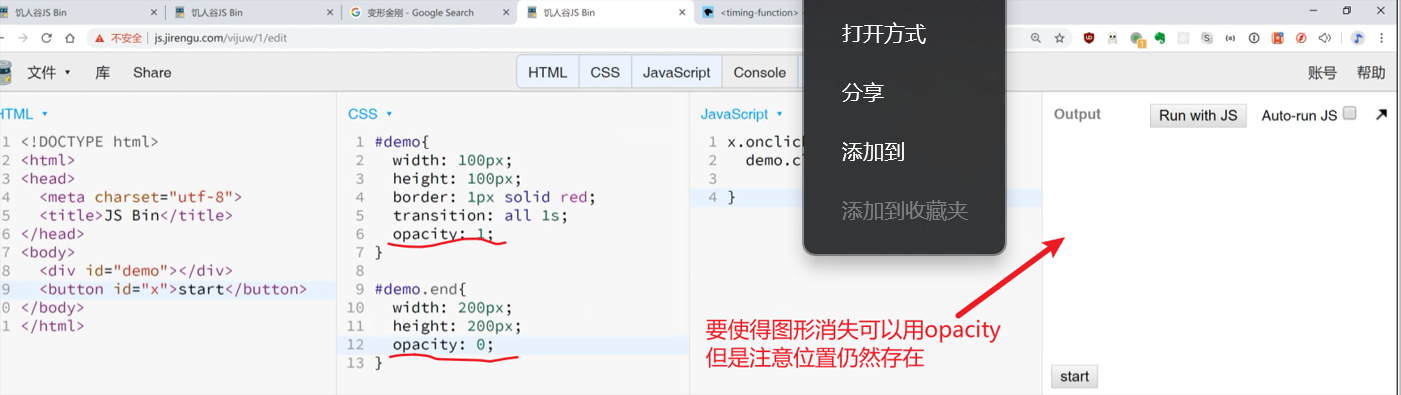 饥人谷JS Bin
饥人谷JS Bin
变形金刚 - Google Search
饥人谷JS Bin
<timing-function>
不安全 | js.jirengu.com/vijuw/1/edit
文件 库 Share
HTML CSS JavaScript Console
账号 帮助
打开方式
分享
添加到
添加到收藏夹
HTML
1 <!DOCTYPE html>
2 <html>
3 <head>
4 <meta charset="utf-8">
5 <title>JS Bin</title>
6 </head>
7 <body>
8 <div id="demo"></div>
9 <button id="x">start</button>
10 </body>
11 </html>
CSS
1 #demo{
2 width: 100px;
3 height: 100px;
4 border: 1px solid red;
5 transition: all 1s;
6 opacity: 1;
7 }
8
9 #demo.end{
10 width: 200px;
11 height: 200px;
12 opacity: 0;
13 }
JavaScript
1 x.onclick
2 demo.c
3
4 }
Output Run with JS Auto-run JS
要使得图形消失可以用opacity
但是注意位置仍然存在
start